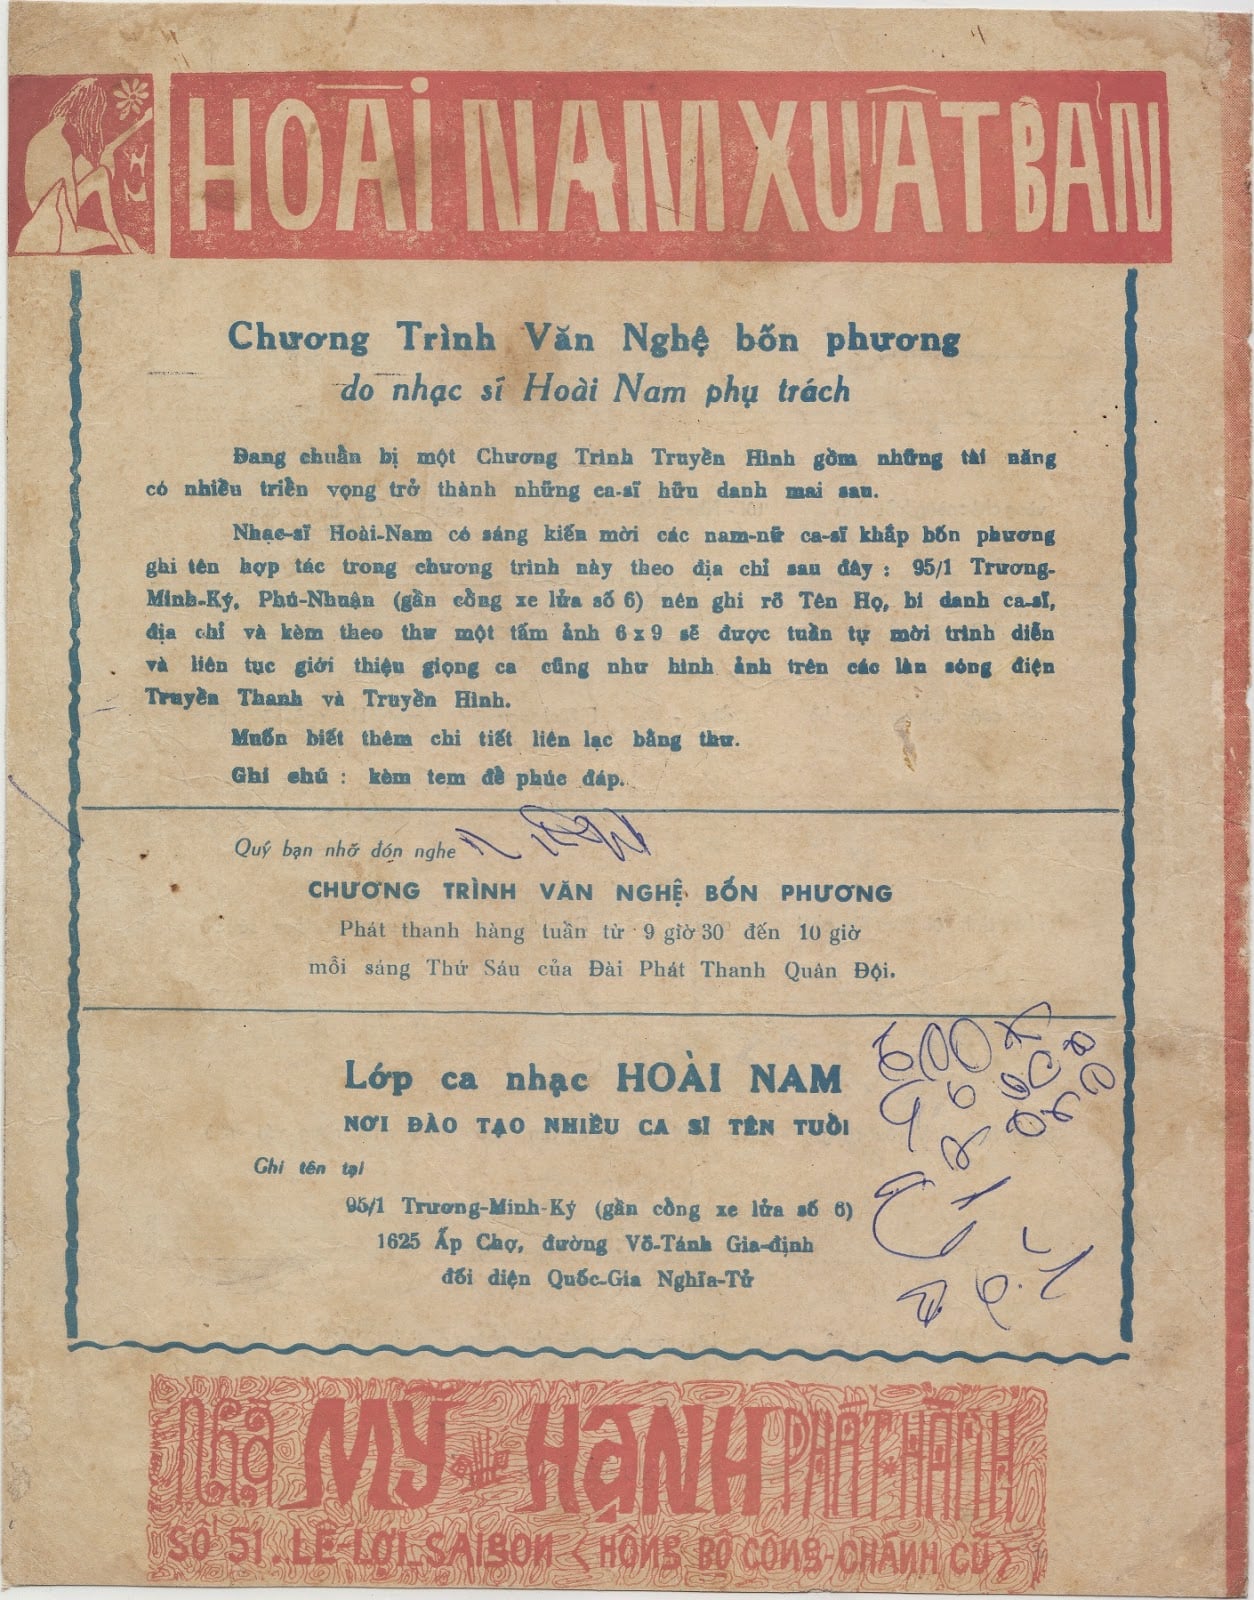 HOÀI NAM XUẤT BẢN
Chương Trình Văn Nghệ bốn phương
do nhạc sĩ Hoài Nam phụ trách
Đang chuẩn bị một Chương Trình Truyền Hình gồm những tài năng
có nhiều triển vọng trở thành những ca-sĩ hữu danh mai sau.
Nhạc-sĩ Hoài-Nam có sáng kiến mời các nam-nữ ca-sĩ khắp bốn phương
ghi tên hợp tác trong chương trình này theo địa chỉ sau đây : 95/1 Trương-
Minh-Ký, Phú-Nhuận (gần cổng xe lửa số 6) nên ghi rõ Tên Họ, bí danh ca-sĩ,
địa chỉ và kèm theo thư một tấm ảnh 6 x 9 sẽ được tuần tự mời trình diễn
và liên tục giới thiệu giọng ca cũng như hình ảnh trên các làn sóng điện
Truyền Thanh và Truyền Hình.
Muốn biết thêm chi tiết liên lạc bằng thư.
Ghi chú : kèm tem để phúc đáp.
Quý bạn nhớ đón nghe
CHƯƠNG TRÌNH VĂN NGHỆ BỐN PHƯƠNG
Phát thanh hàng tuần từ 9 giờ 30 đến 10 giờ
mỗi sáng Thứ Sáu của Đài Phát Thanh Quân Đội.
Lớp ca nhạc HOÀI NAM
NƠI ĐÀO TẠO NHIỀU CA SĨ TÊN TUỔI
Ghi tên tại
95/1 Trương-Minh-Ký (gần cổng xe lửa số 6)
1625 Ấp Chợ, đường Võ-Tánh Gia-định
đối diện Quốc-Gia Nghĩa-Tử
NHÀ MỸ HẠNH PHÁT HÀNH
SỐ 51. LÊ-LỢI_SAIGON (HÔNG BỘ CÔNG-CHÁNH CŨ)